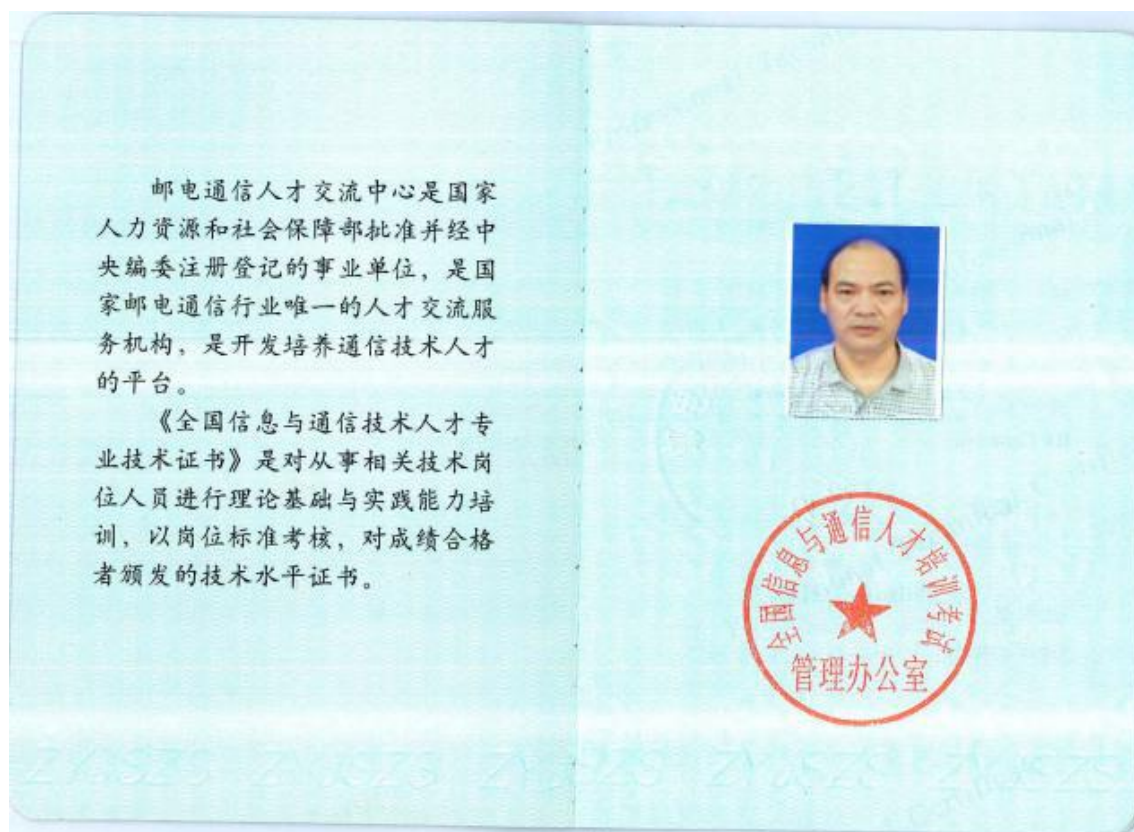 邮电通信人才交流中心是国家
人力资源和社会保障部批准并经中
央编委注册登记的事业单位，是国
家邮电通信行业唯一的人才交流服
务机构，是开发培养通信技术人才
的平台。
《全国信息与通信技术人才专
业技术证书》是对从事相关技术岗
位人员进行理论基础与实践能力培
训、以岗位标准考核，对成绩合格
者颁发的技术水平证书。
全国信息与通信人才培训考试
管理办公室